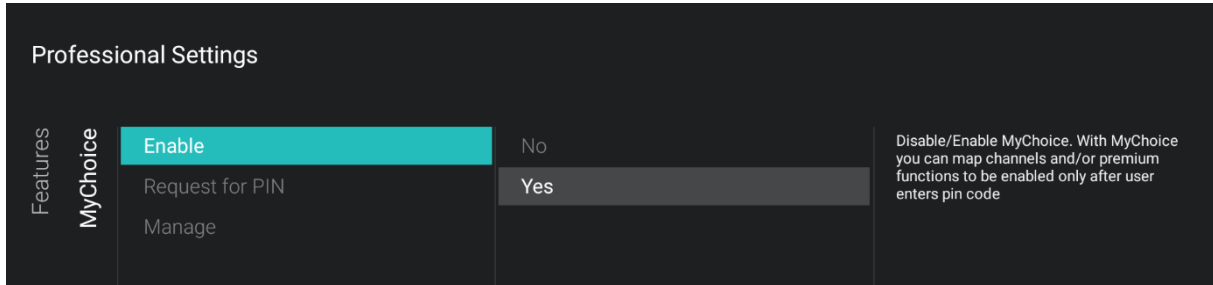 Professional Settings
Features
MyChoice
Enable
Request for PIN
Manage
No
Yes
Disable/Enable MyChoice. With MyChoice
you can map channels and/or premium
functions to be enabled only after user
enters pin code